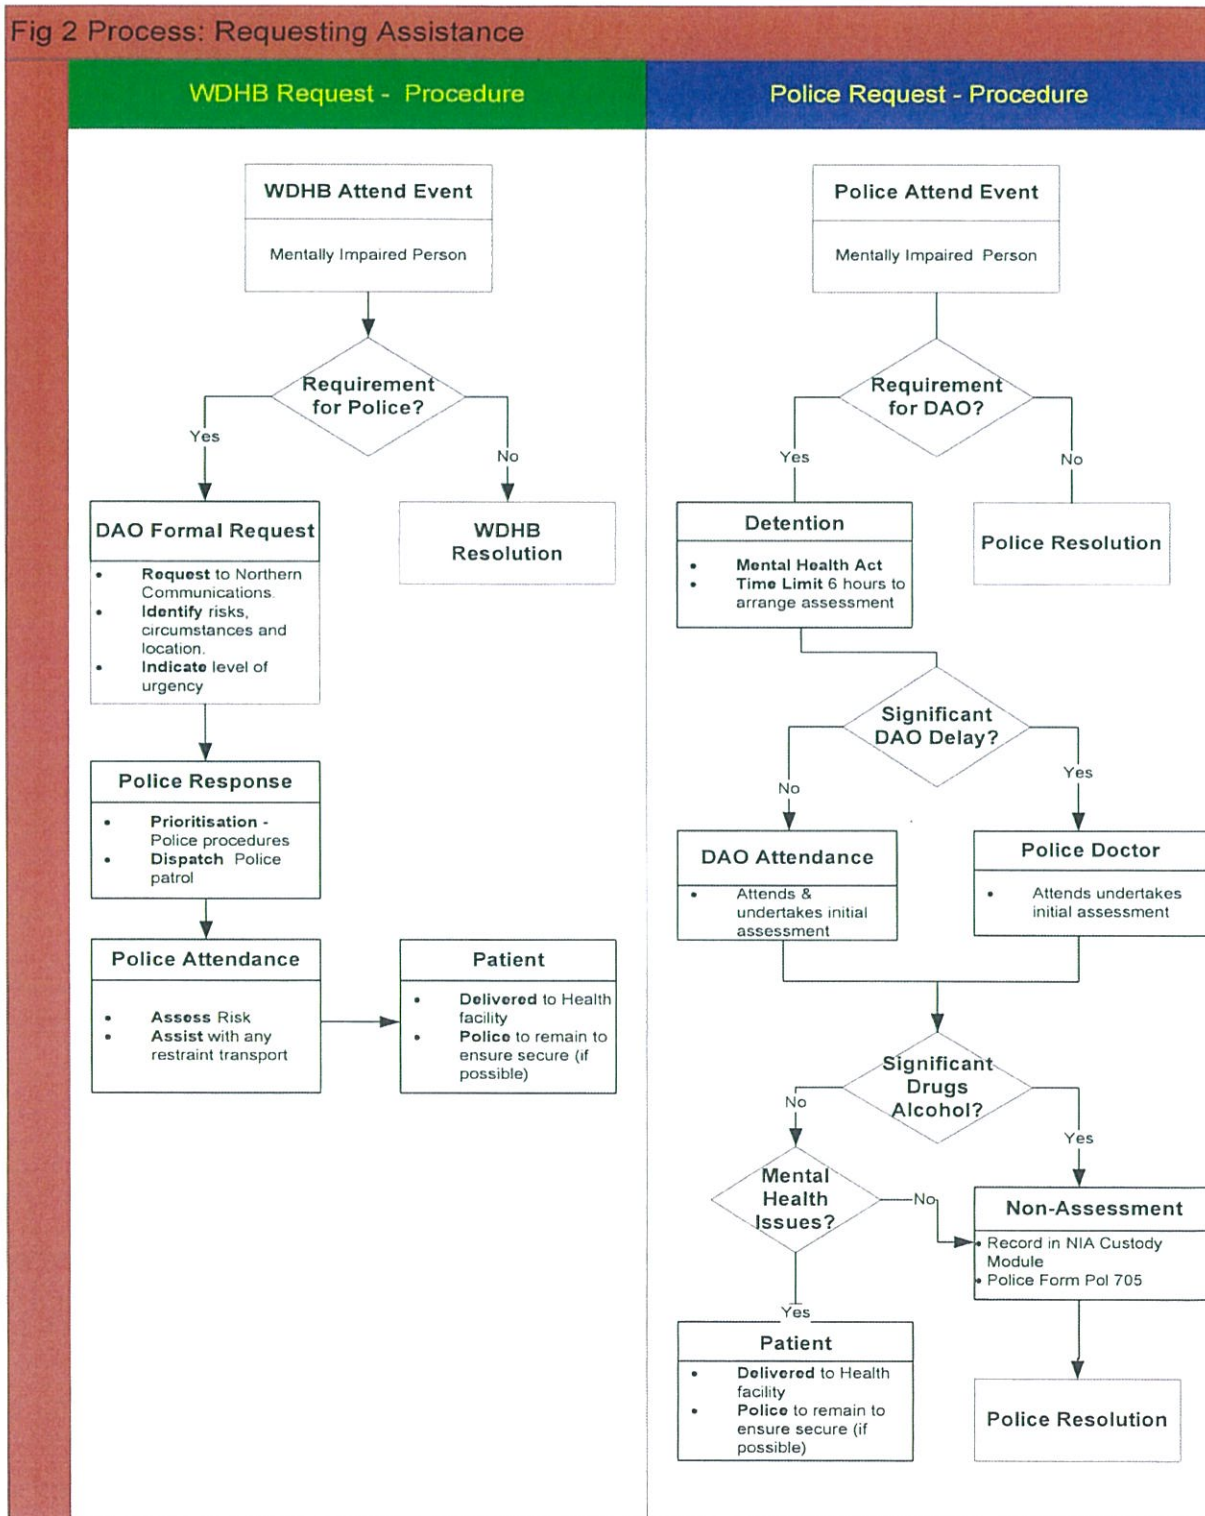 Fig 2 Process: Requesting Assistance
WDHB Request - Procedure
WDHB Attend Event
Mentally Impaired Person
Requirement
for Police?
Yes
No
DAO Formal Request
• Request to Northern
Communications.
• Identify risks,
circumstances and
location.
• Indicate level of
urgency
WDHB
Resolution
Police Response
• Prioritisation -
Police procedures
• Dispatch Police
patrol
Police Attendance
• Assess Risk
• Assist with any
restraint transport
Patient
• Delivered to Health
facility
• Police to remain to
ensure secure (if
possible)
Police Request - Procedure
Police Attend Event
Mentally Impaired Person
Requirement
for DAO?
Yes
No
Detention
• Mental Health Act
• Time Limit 6 hours to
arrange assessment
Police Resolution
Significant
DAO Delay?
No
Yes
DAO Attendance
• Attends &
undertakes initial
assessment
Police Doctor
• Attends undertakes
initial assessment
Significant
Drugs
Alcohol?
No
Yes
Mental
Health
Issues?
No
Non-Assessment
• Record in NIA Custody
Module
• Police Form Pol 705
Yes
Patient
• Delivered to Health
facility
• Police to remain to
ensure secure (if
possible)
Police Resolution